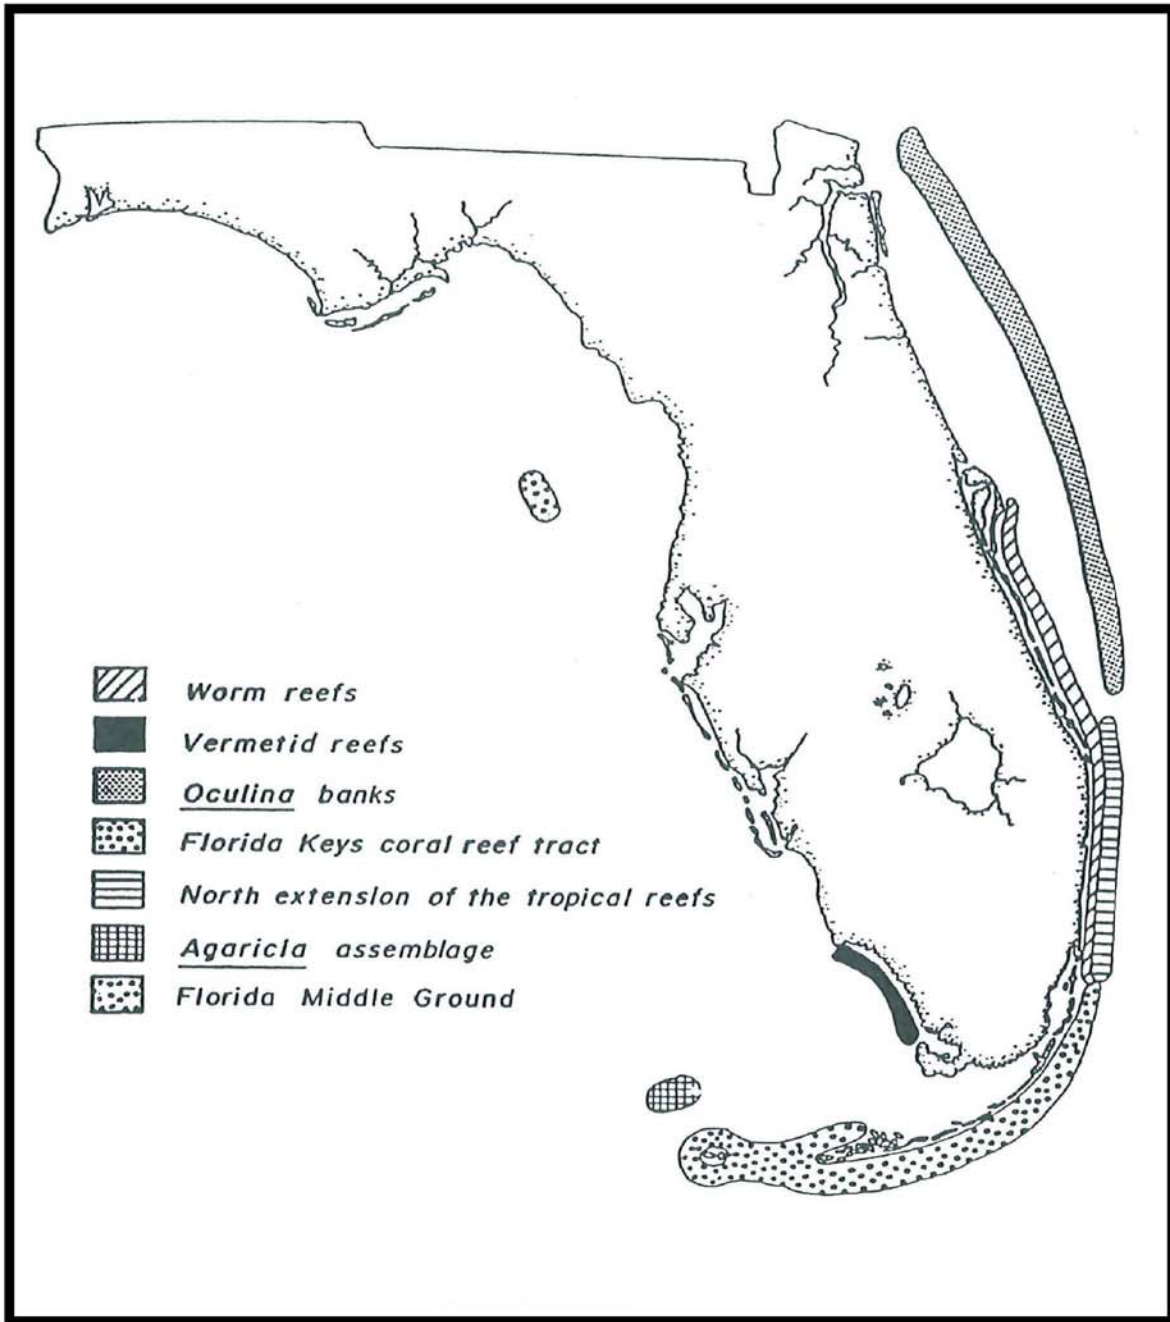 Worm reefs
Vermetid reefs
Oculina banks
Florida Keys coral reef tract
North extension of the tropical reefs
Agaricia assemblage
Florida Middle Ground